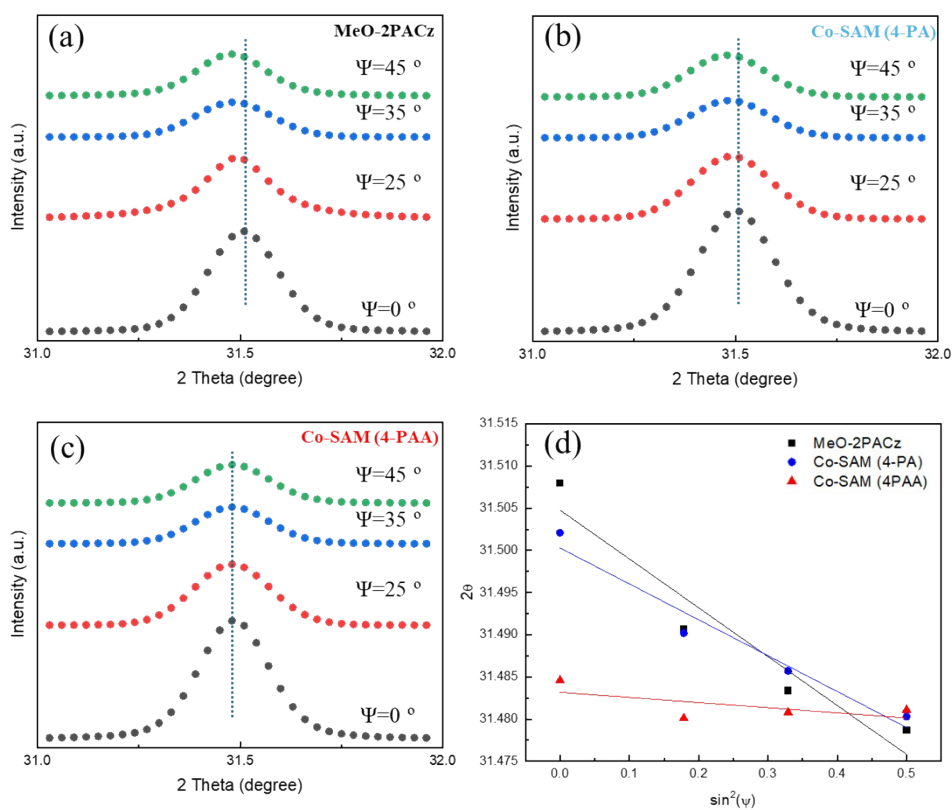 (a)
MeO-2PACz
Ψ=45 °
Ψ=35 °
Ψ=25 °
Ψ=0 °
Intensity (a.u.)
31.0
31.5
32.0
2 Theta (degree)
(b)
Co-SAM (4-PA)
Ψ=45 °
Ψ=35 °
Ψ=25 °
Ψ=0 °
Intensity (a.u.)
31.0
31.5
32.0
2 Theta (degree)
(c)
Co-SAM (4-PAA)
Ψ=45 °
Ψ=35 °
Ψ=25 °
Ψ=0 °
Intensity (a.u.)
31.0
31.5
32.0
2 Theta (degree)
(d)
MeO-2PACz
Co-SAM (4-PA)
Co-SAM (4PAA)
2θ
31.515
31.510
31.505
31.500
31.495
31.490
31.485
31.480
31.475
0.0
0.1
0.2
0.3
0.4
0.5
sin²(ψ)